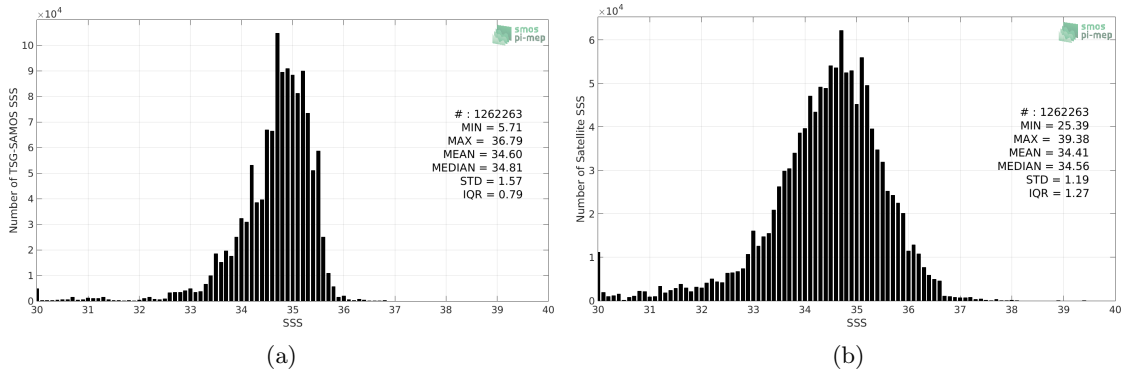 ×10⁴
smos
pi-mep
Number of TSG-SAMOS SSS
10
9
8
7
6
5
4
3
2
1
0
# : 1262263
MIN = 5.71
MAX = 36.79
MEAN = 34.60
MEDIAN = 34.81
STD = 1.57
IQR = 0.79
30 31 32 33 34 35 36 37 38 39 40
SSS
(a)
×10⁴
smos
pi-mep
Number of Satellite SSS
6
5
4
3
2
1
0
# : 1262263
MIN = 25.39
MAX = 39.38
MEAN = 34.41
MEDIAN = 34.56
STD = 1.19
IQR = 1.27
30 31 32 33 34 35 36 37 38 39 40
SSS
(b)